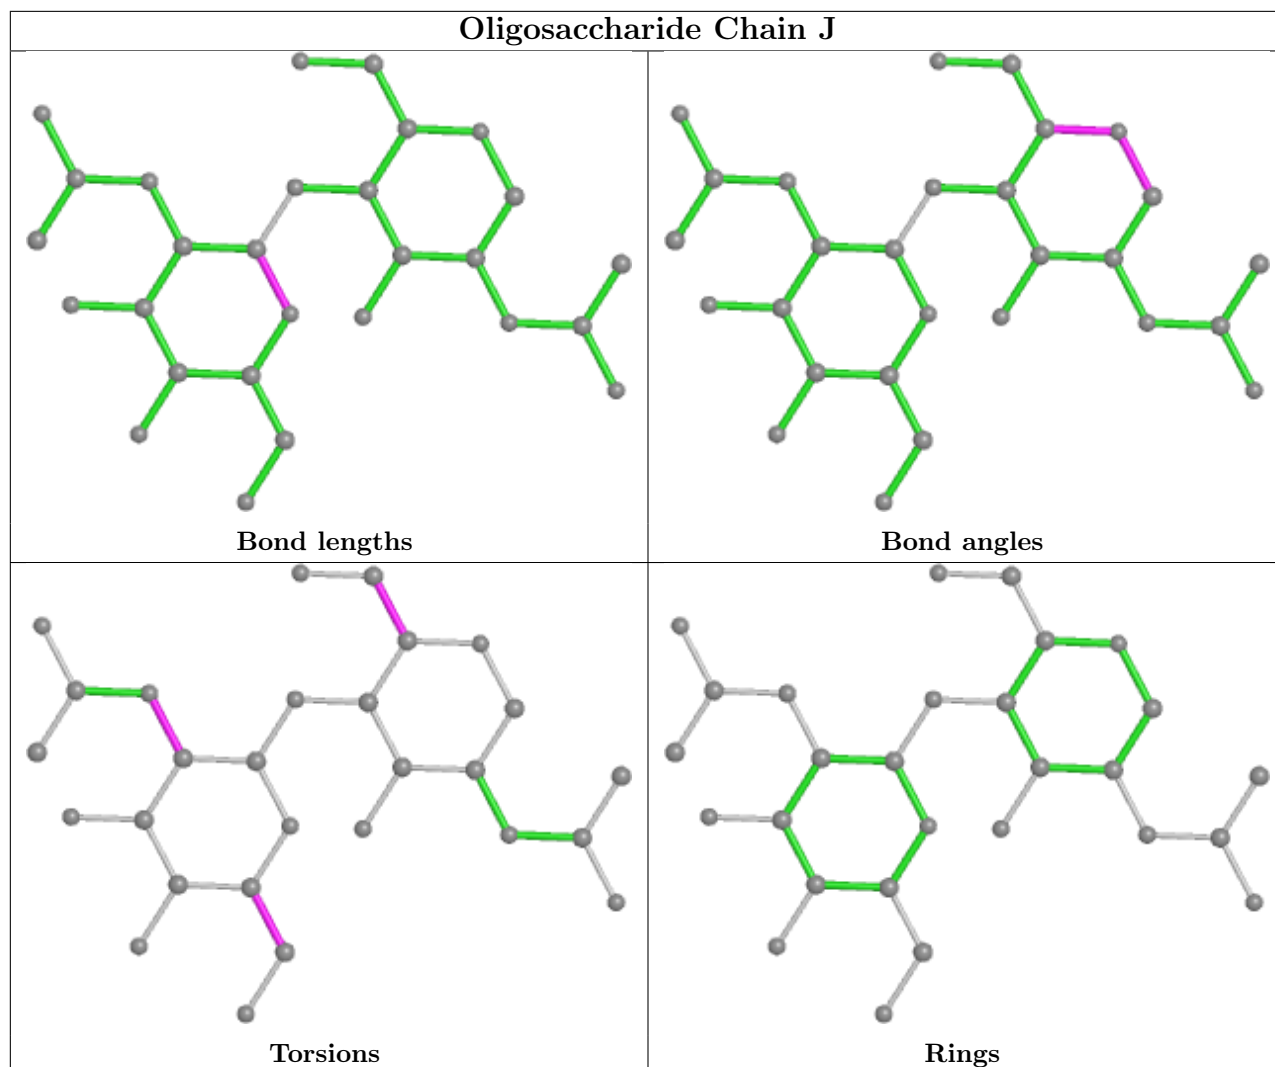 Oligosaccharide Chain J
Bond lengths
Bond angles
Torsions
Rings